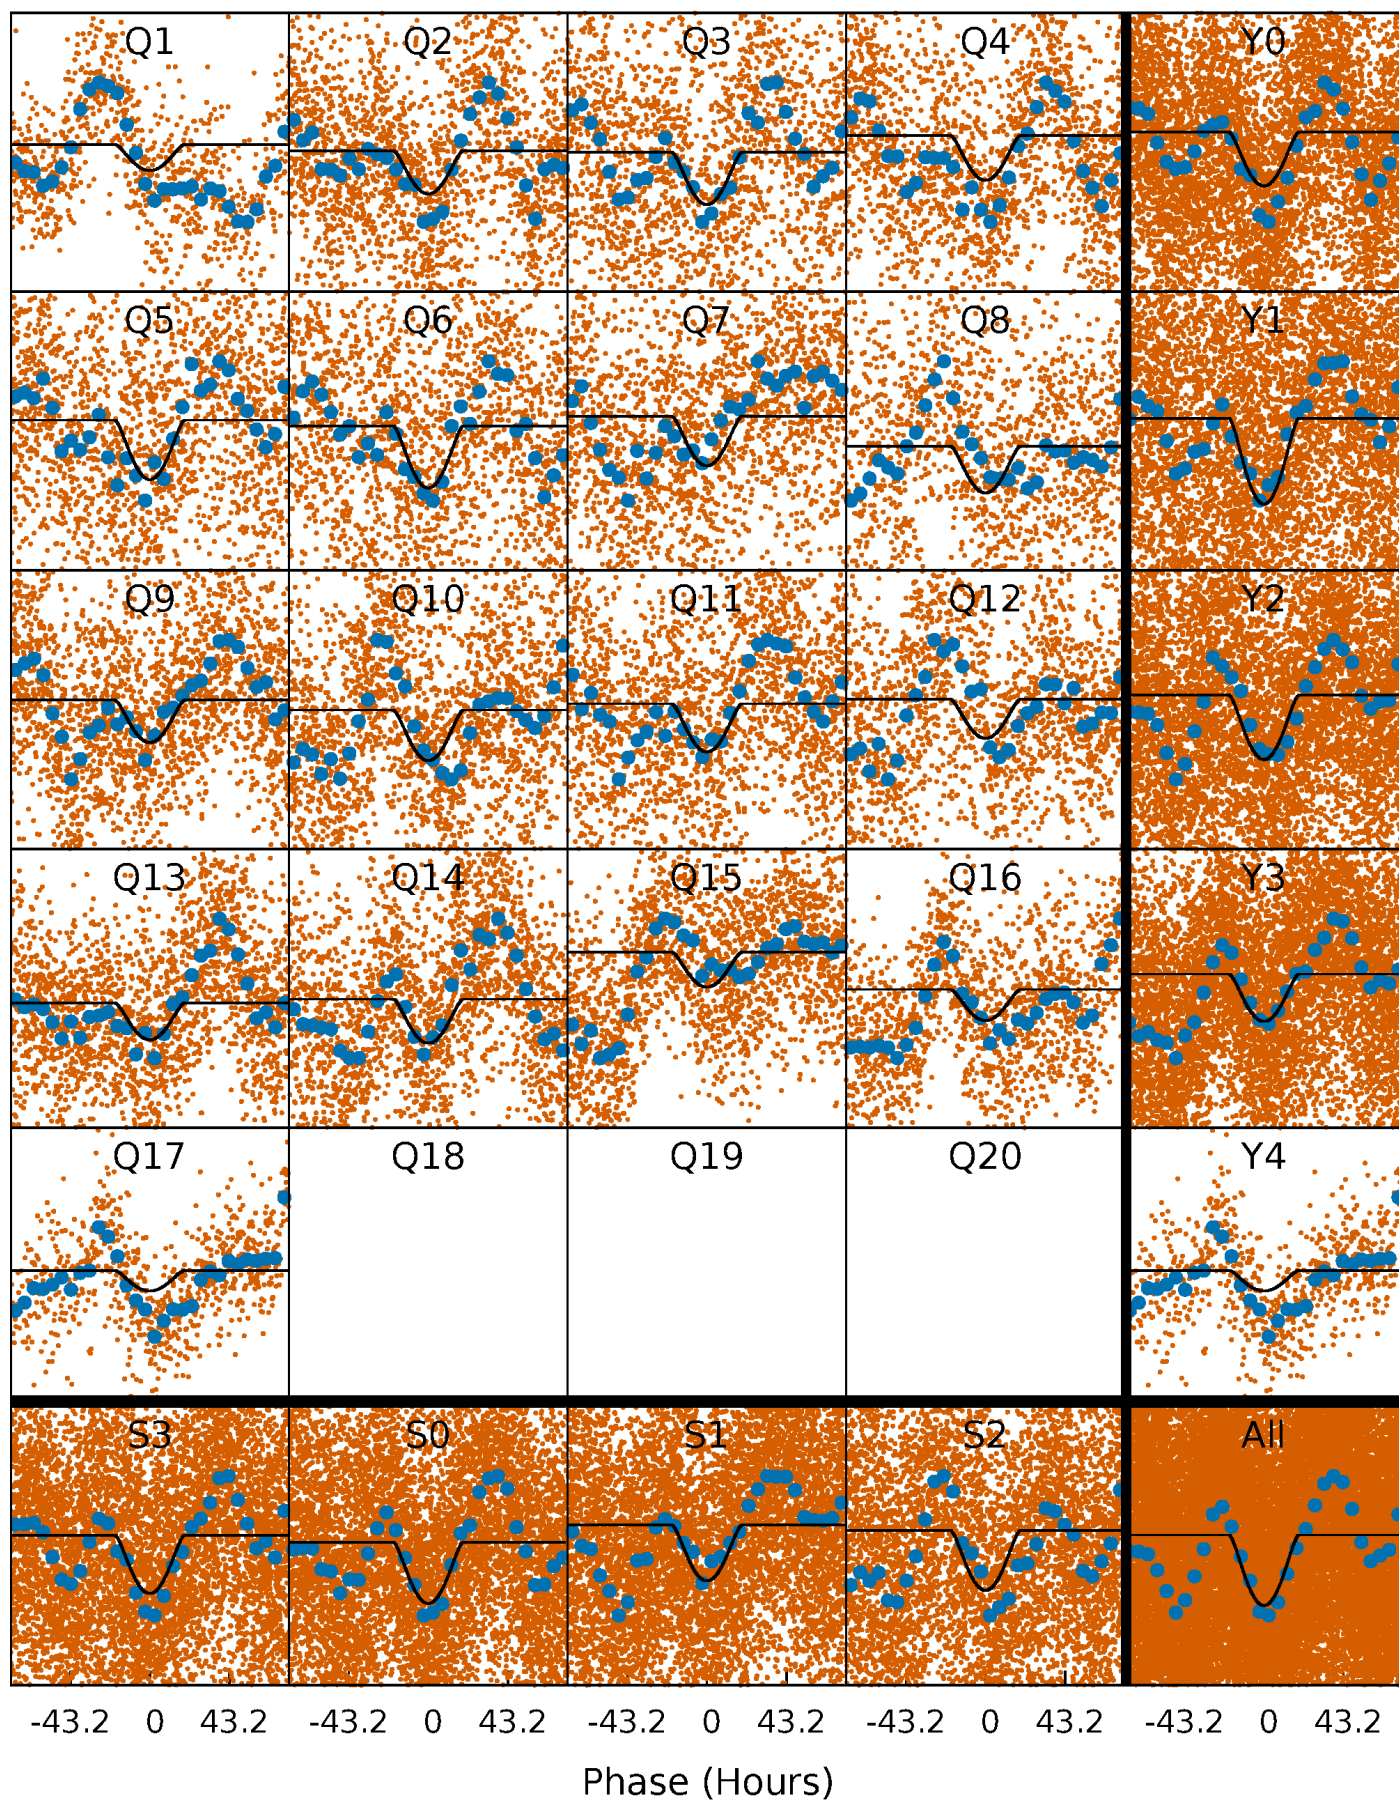 Q1 Q2 Q3 Q4 Y0
Q5 Q6 Q7 Q8 Y1
Q9 Q10 Q11 Q12 Y2
Q13 Q14 Q15 Q16 Y3
Q17 Q18 Q19 Q20 Y4
S3 S0 S1 S2 All
-43.2 0 43.2 -43.2 0 43.2 -43.2 0 43.2 -43.2 0 43.2 -43.2 0 43.2
Phase (Hours)